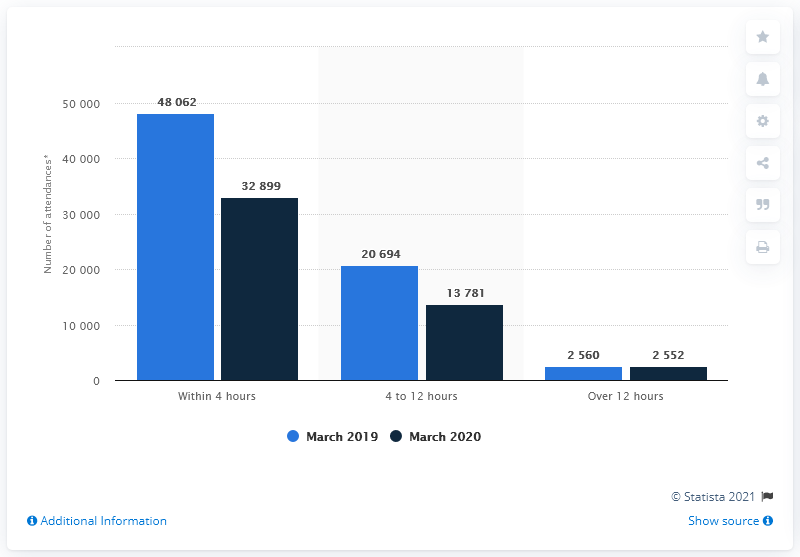 Number of attendances*
50 000
40 000
30 000
20 000
10 000
0
48 062
32 899
20 694
13 781
2 560
2 552
Within 4 hours
4 to 12 hours
Over 12 hours
March 2019
March 2020
© Statista 2021
Additional Information
Show source